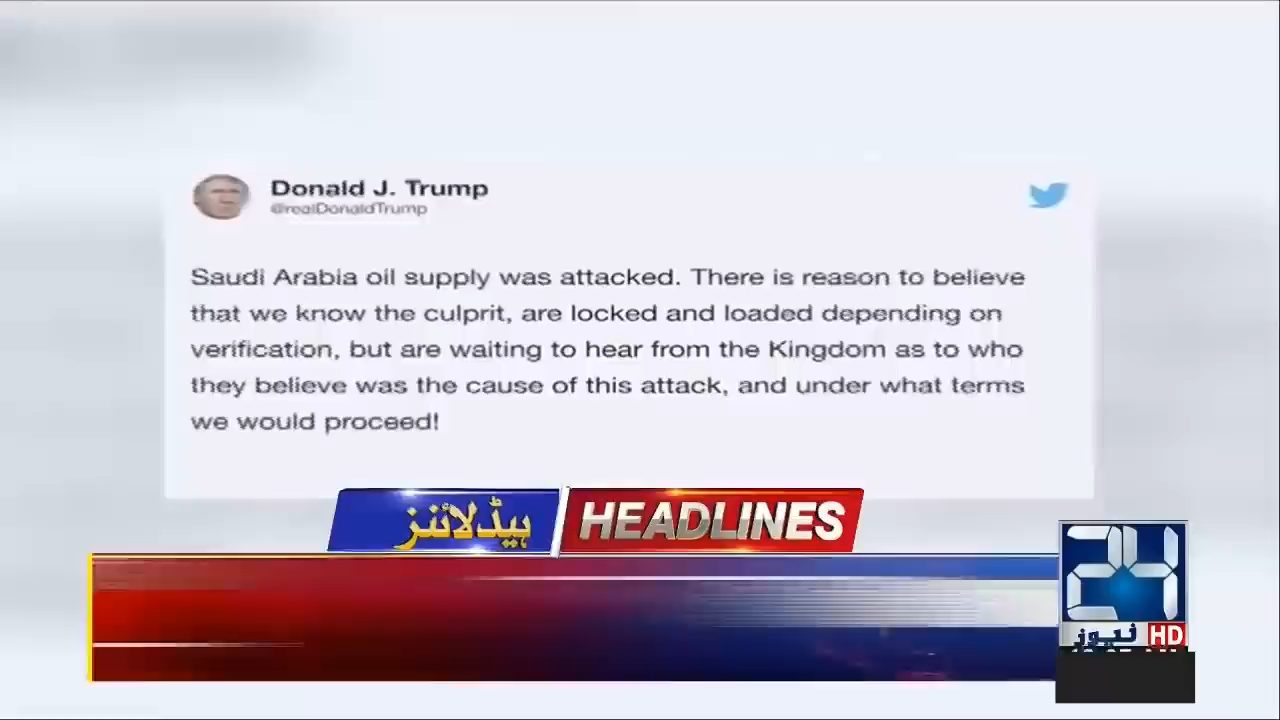 Donald J. Trump
@realDonaldTrump
Saudi Arabia oil supply was attacked. There is reason to believe
that we know the culprit, are locked and loaded depending on
verification, but are waiting to hear from the Kingdom as to who
they believe was the cause of this attack, and under what terms
we would proceed!
ہیڈلائنز HEADLINES
24
نیوز HD